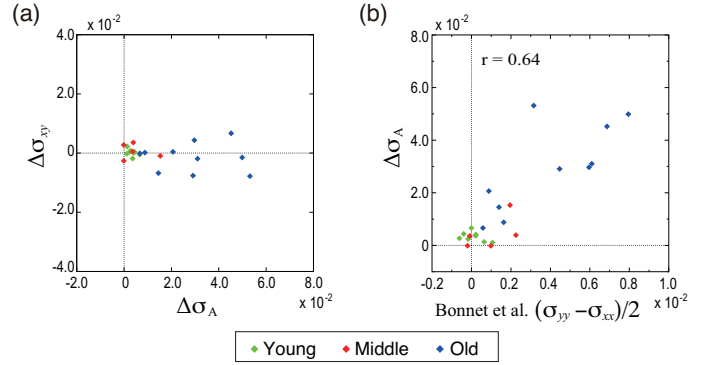 (a)
x 10⁻²
4.0
2.0
0
-2.0
-4.0
Δσxy
-2.0 0 2.0 4.0 6.0 8.0
x 10⁻²
ΔσA
(b)
x 10⁻²
8.0
6.0
4.0
2.0
0
ΔσA
r = 0.64
-0.2 0 0.2 0.4 0.6 0.8 1.0
x 10⁻²
Bonnet et al. (σyy –σxx)/2
Young Middle Old